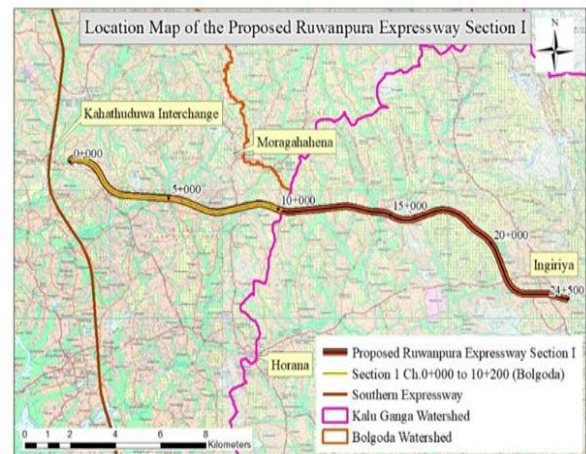 Location Map of the Proposed Ruwanpura Expressway Section I
N
Kahathuduwa Interchange
0+000
Moragahahena
5+000
10+000
15+000
20+000
Ingiriya
24+500
Horana
Proposed Ruwanpura Expressway Section I
Section 1 Ch.0+000 to 10+200 (Bolgoda)
Southern Expressway
Kalu Ganga Watershed
Bolgoda Watershed
0 1 2 4 6 8
Kilometers